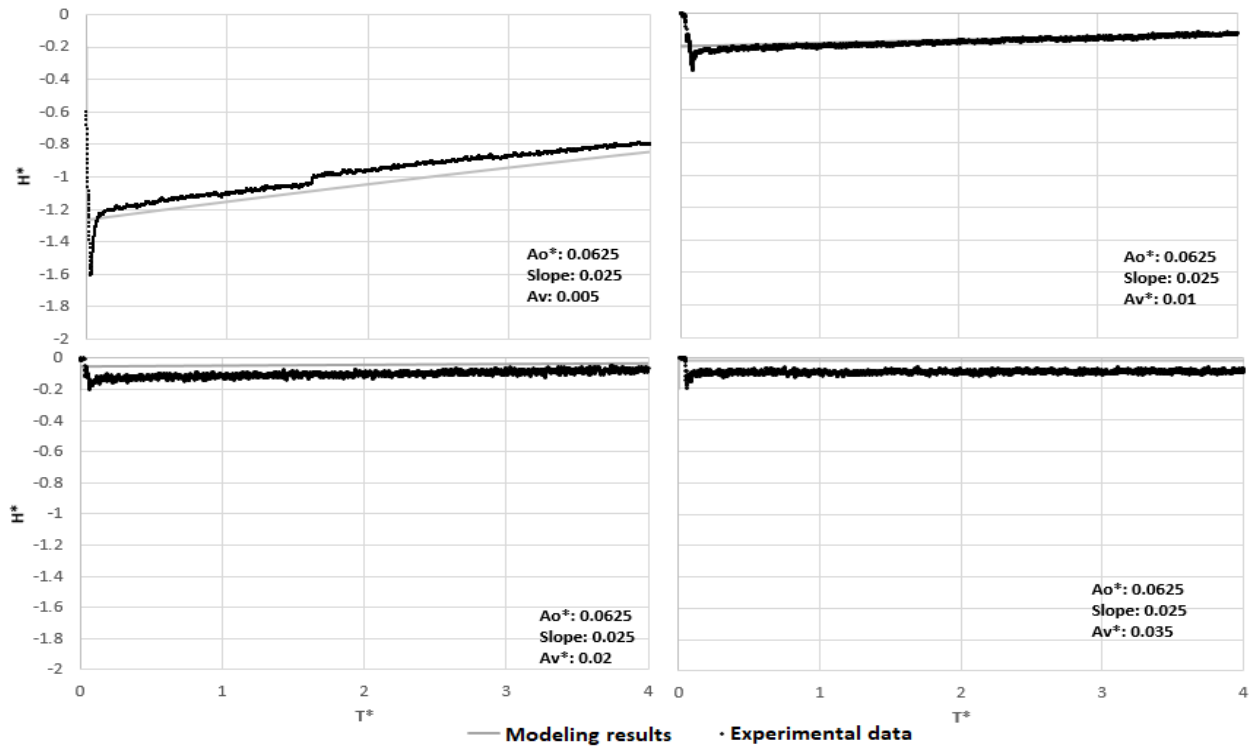 0
-0.2
-0.4
-0.6
-0.8
-1
-1.2
-1.4
-1.6
-1.8
-2
H*
Ao*: 0.0625
Slope: 0.025
Av: 0.005
Ao*: 0.0625
Slope: 0.025
Av*: 0.01
0
-0.2
-0.4
-0.6
-0.8
-1
-1.2
-1.4
-1.6
-1.8
-2
H*
Ao*: 0.0625
Slope: 0.025
Av*: 0.02
Ao*: 0.0625
Slope: 0.025
Av*: 0.035
0 1 2 3 4
T*
0 1 2 3 4
T*
Modeling results
Experimental data